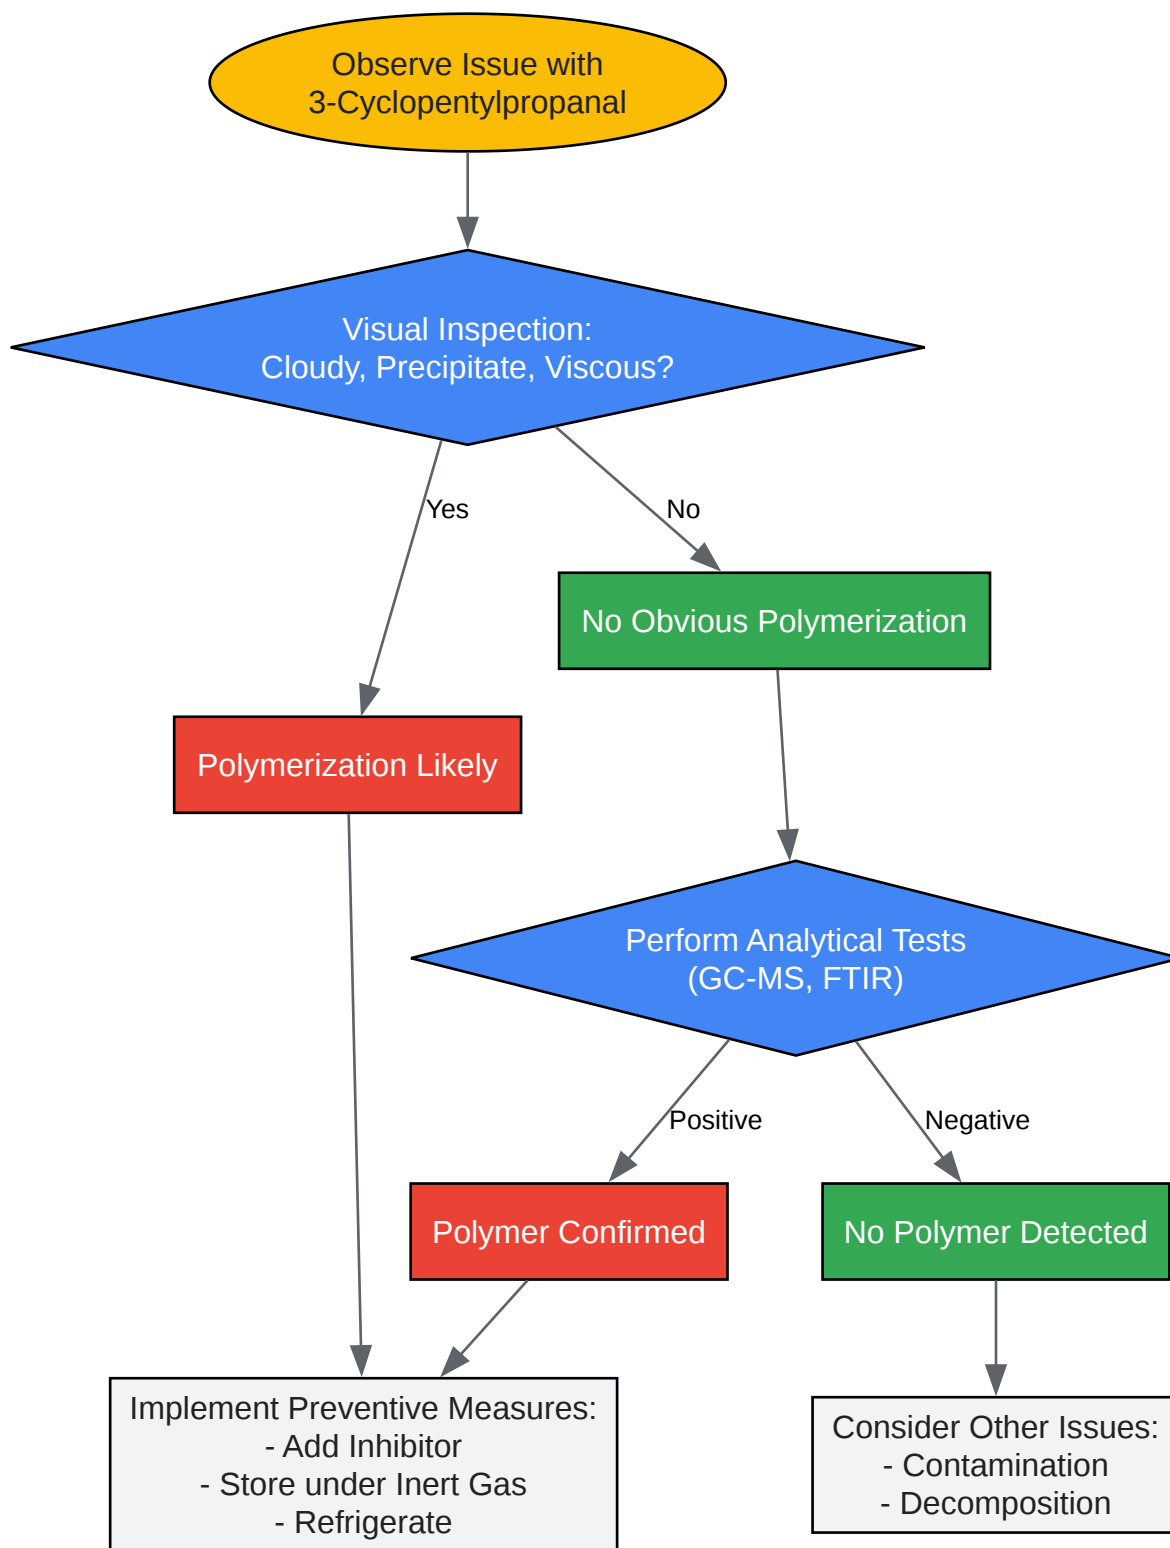 Observe Issue with
3-Cyclopentylpropanal
Visual Inspection:
Cloudy, Precipitate, Viscous?
Yes
No
No Obvious Polymerization
Polymerization Likely
Perform Analytical Tests
(GC-MS, FTIR)
Positive
Negative
Polymer Confirmed
No Polymer Detected
Implement Preventive Measures:
- Add Inhibitor
- Store under Inert Gas
- Refrigerate
Consider Other Issues:
- Contamination
- Decomposition